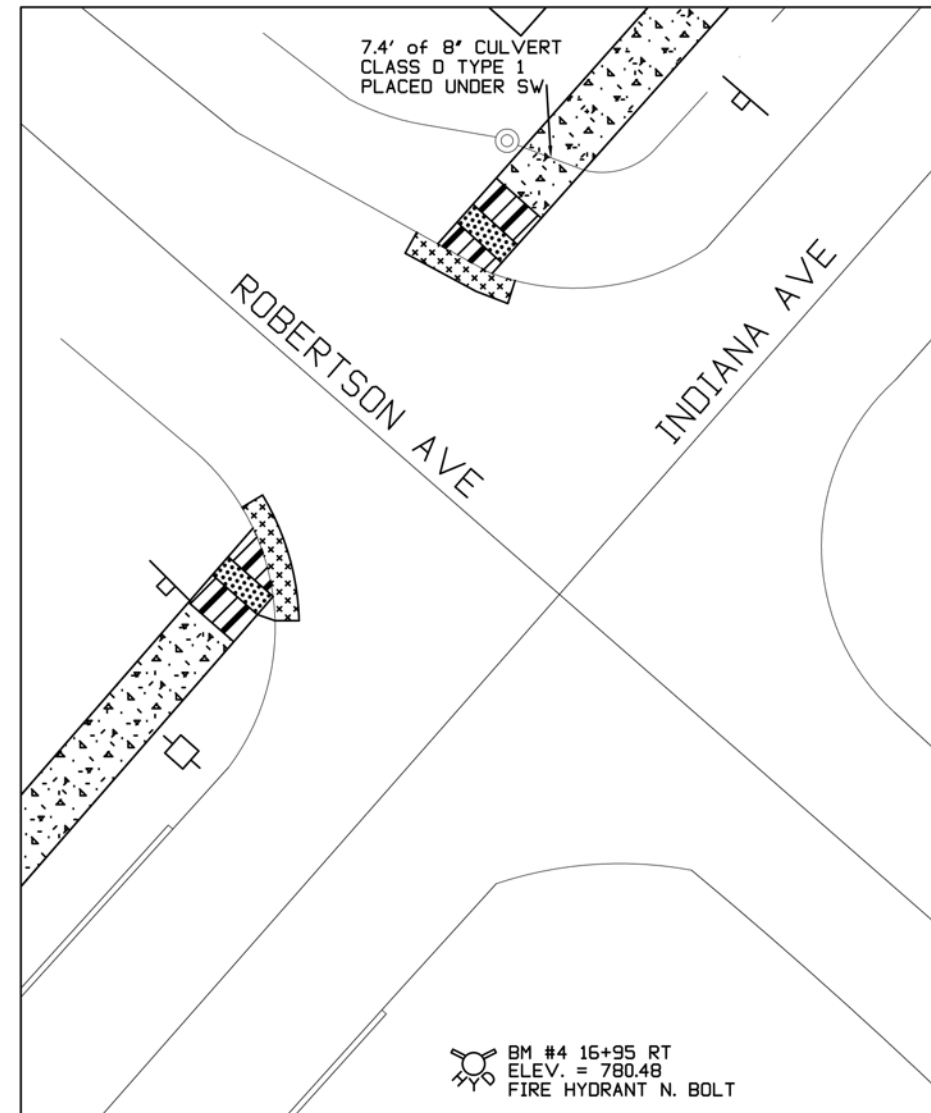 7.4' of 8" CULVERT
CLASS D TYPE 1
PLACED UNDER SW
ROBERTSON AVE
INDIANA AVE
BM #4 16+95 RT
ELEV. = 780.48
FIRE HYDRANT N. BOLT
HYD